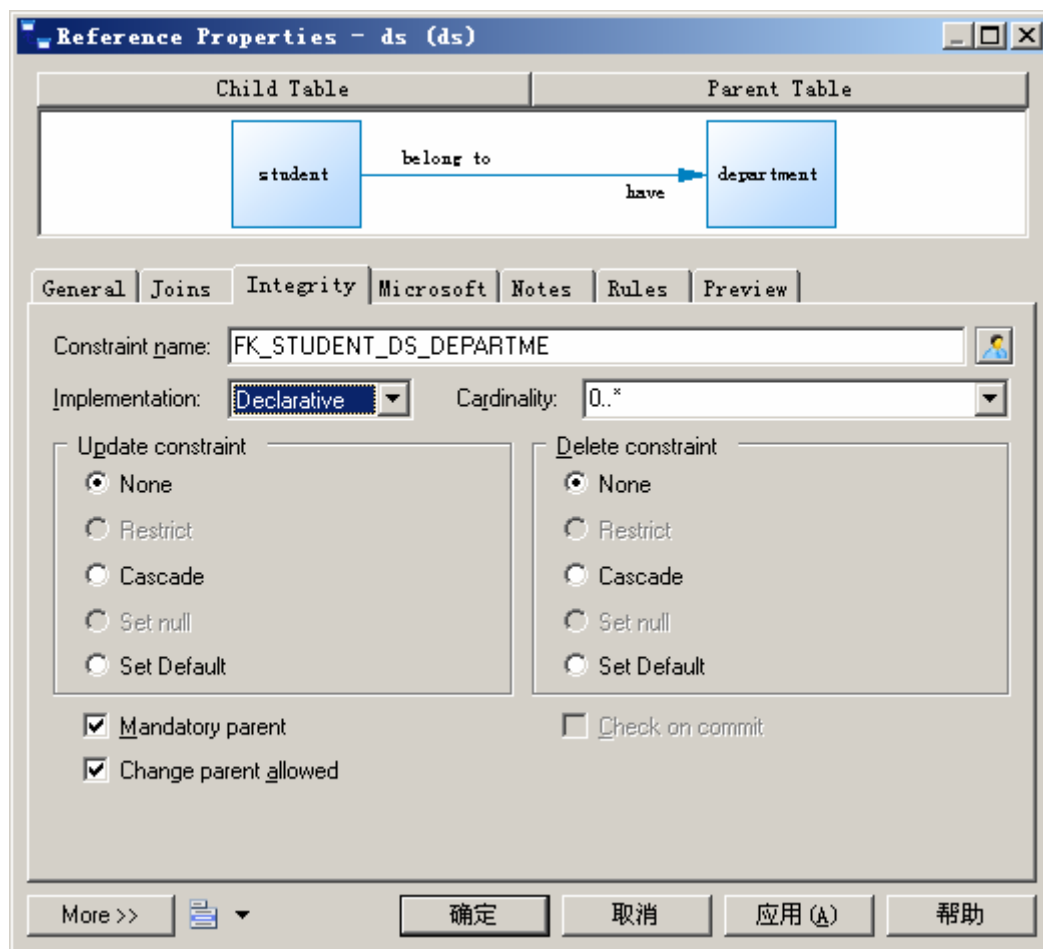 Reference Properties - ds (ds)
Child Table Parent Table
belong to
student department
have
General Joins Integrity Microsoft Notes Rules Preview
Constraint name: FK_STUDENT_DS_DEPARTME
Implementation: Declarative Cardinality: 0..*
Update constraint Delete constraint
None None
Restrict Restrict
Cascade Cascade
Set null Set null
Set Default Set Default
Mandatory parent Check on commit
Change parent allowed
More >> 确定 取消 应用(A) 帮助